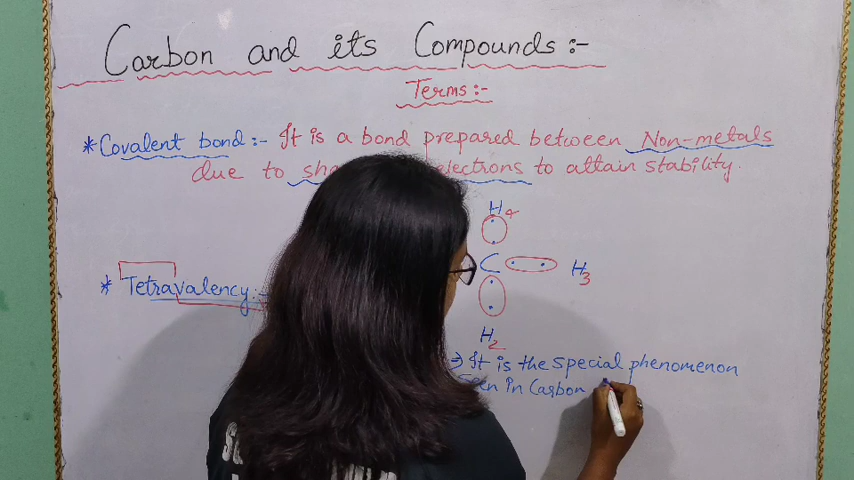 Carbon and its Compounds:-
Terms:-
*Covalent bond:- It is a bond prepared between Non-metals
due to electrons to attain stability.
H4
C H3
* Tetravalency:-
H2
⇒ It is the special phenomenon
in Carbon